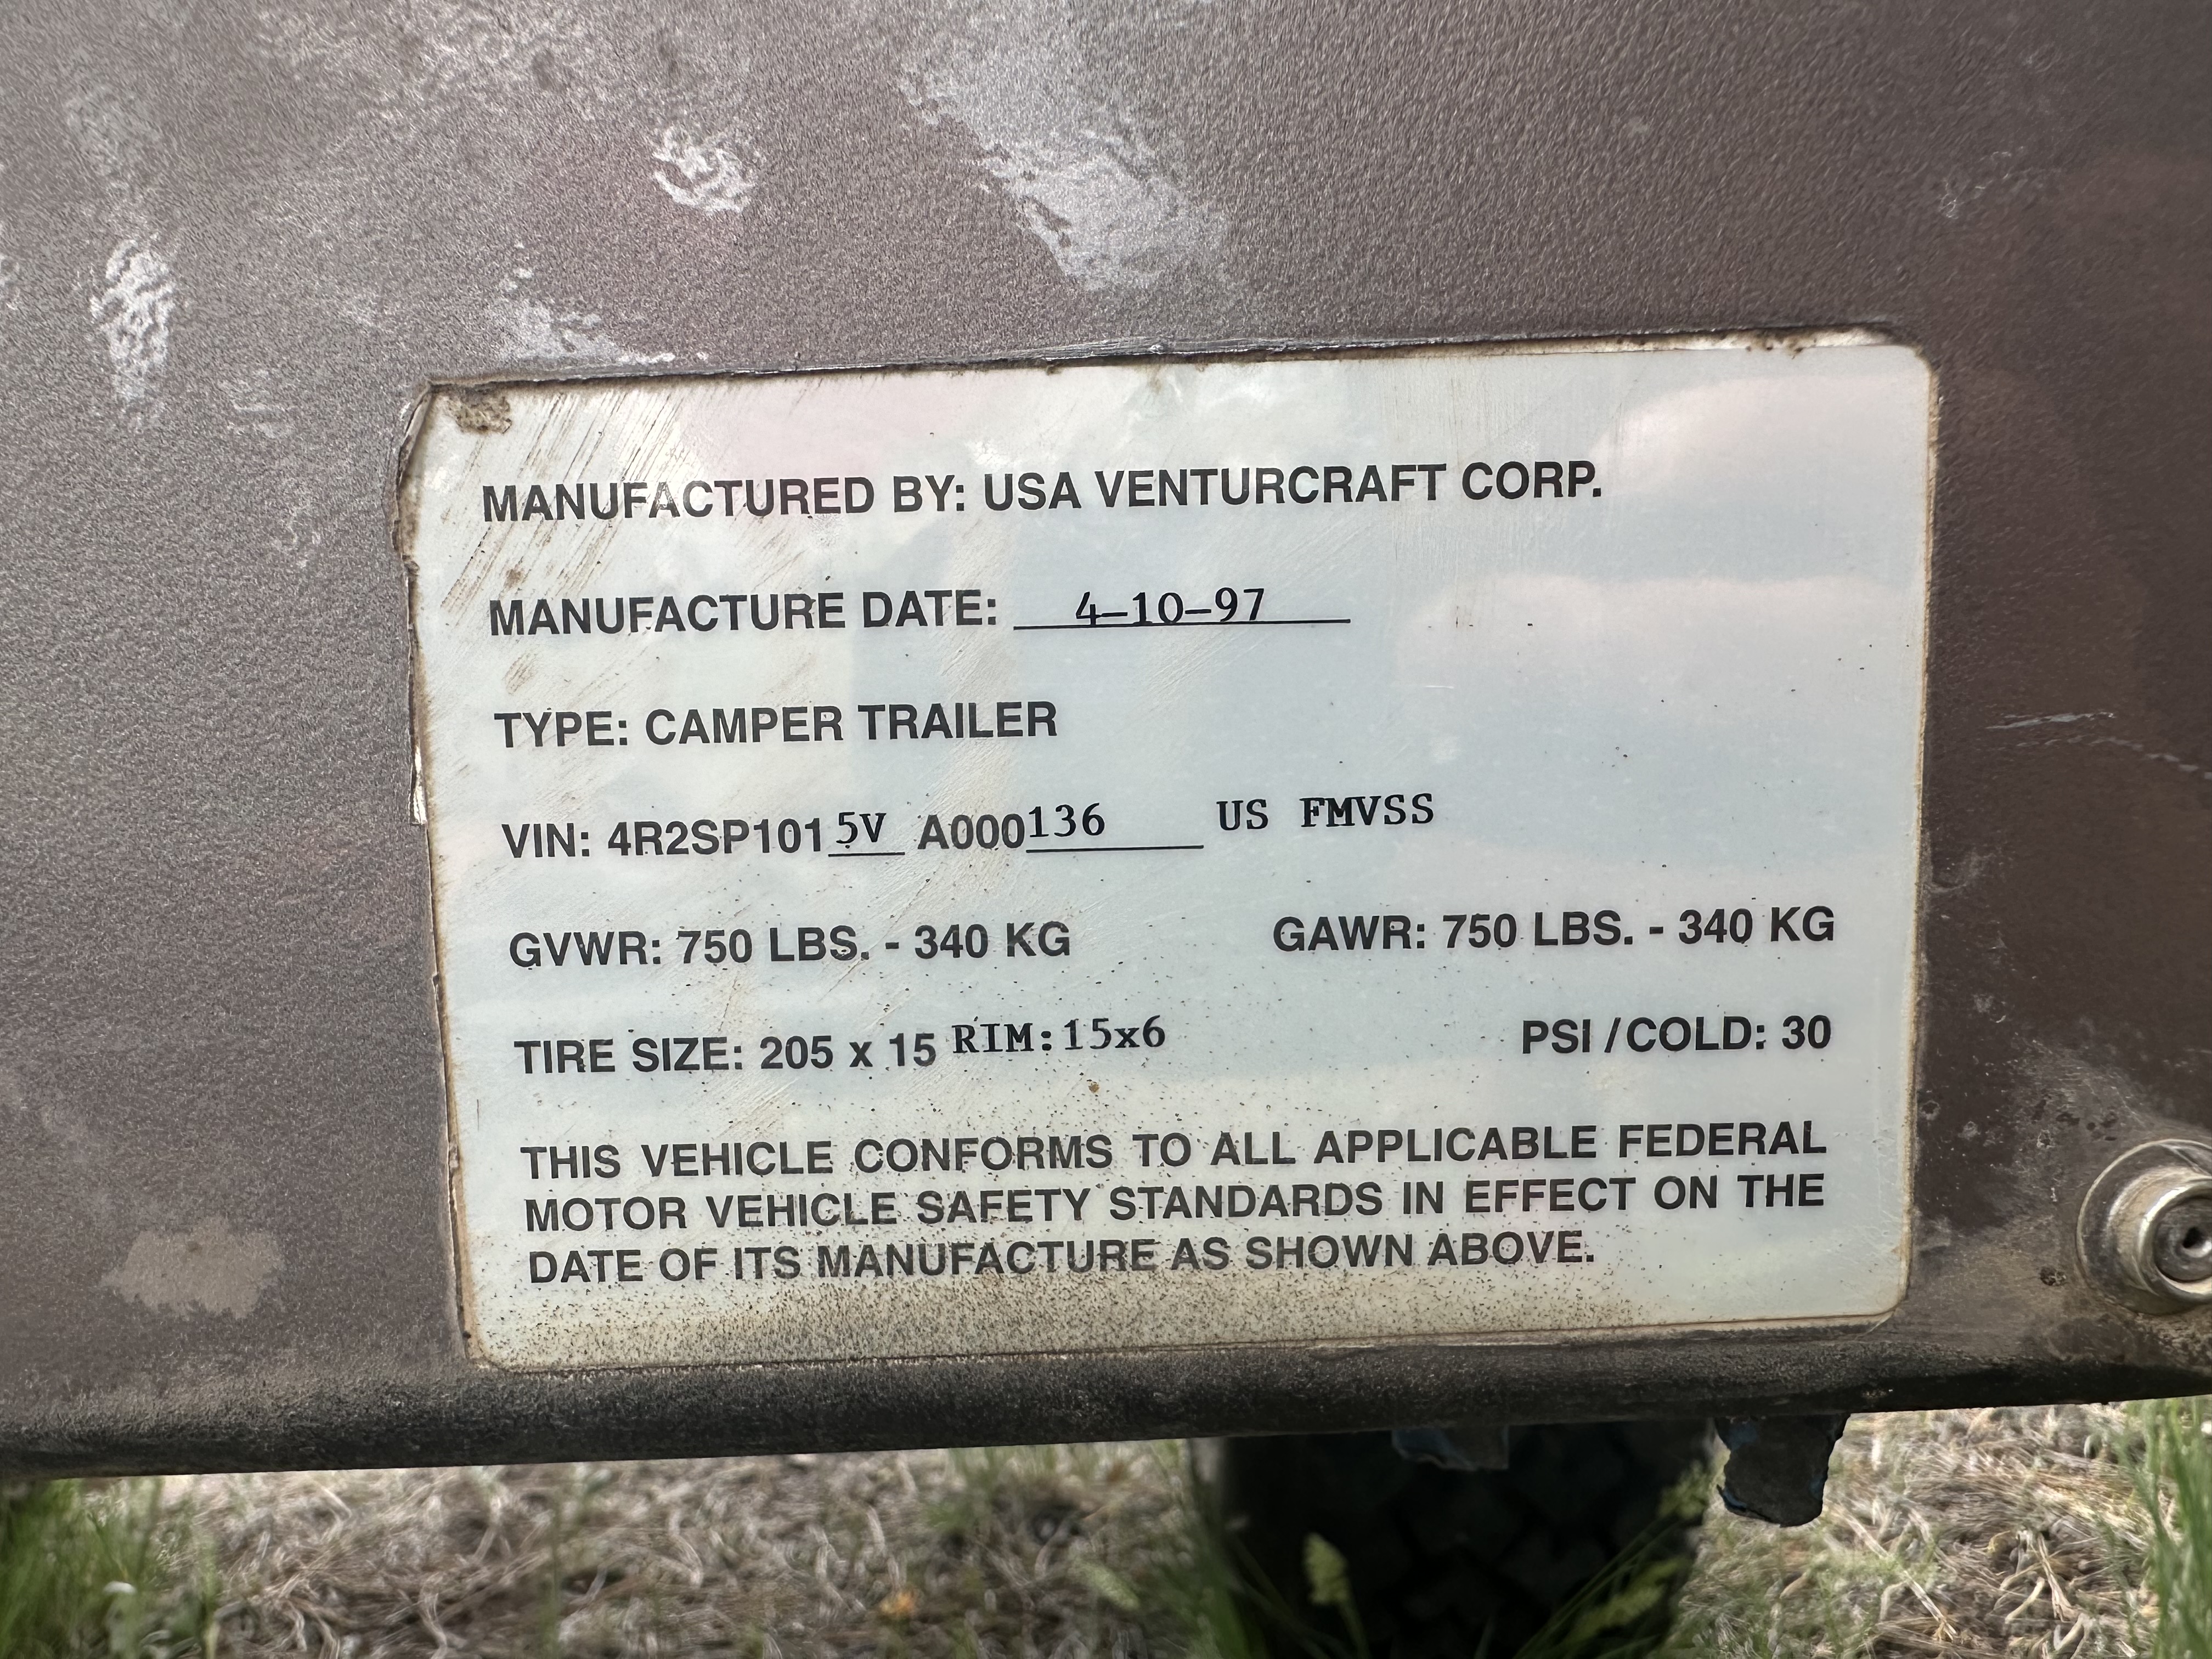 MANUFACTURED BY: USA VENTURCRAFT CORP.
MANUFACTURE DATE: 4-10-97
TYPE: CAMPER TRAILER
VIN: 4R2SP101 5V A000136 US FMVSS
GVWR: 750 LBS. - 340 KG GAWR: 750 LBS. - 340 KG
TIRE SIZE: 205 x 15 RIM:15x6 PSI /COLD: 30
THIS VEHICLE CONFORMS TO ALL APPLICABLE FEDERAL
MOTOR VEHICLE SAFETY STANDARDS IN EFFECT ON THE
DATE OF ITS MANUFACTURE AS SHOWN ABOVE.